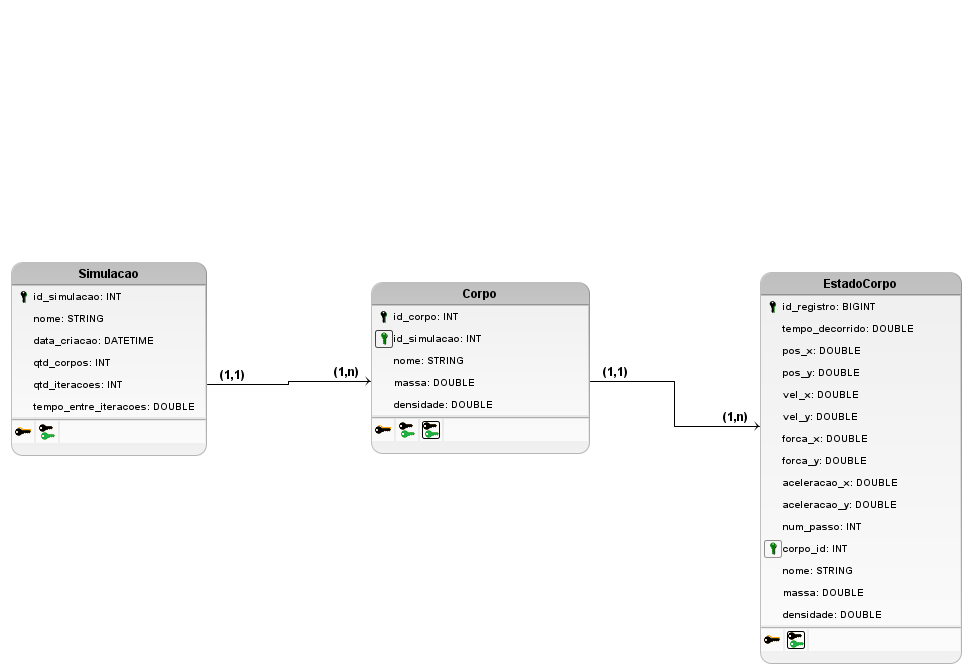 Simulacao
id_simulacao: INT
nome: STRING
data_criacao: DATETIME
qtd_corpos: INT
qtd_iteracoes: INT
tempo_entre_iteracoes: DOUBLE
(1,1)
(1,n)
Corpo
id_corpo: INT
id_simulacao: INT
nome: STRING
massa: DOUBLE
densidade: DOUBLE
(1,1)
(1,n)
EstadoCorpo
id_registro: BIGINT
tempo_decorrido: DOUBLE
pos_x: DOUBLE
pos_y: DOUBLE
vel_x: DOUBLE
vel_y: DOUBLE
forca_x: DOUBLE
forca_y: DOUBLE
aceleracao_x: DOUBLE
aceleracao_y: DOUBLE
num_passo: INT
corpo_id: INT
nome: STRING
massa: DOUBLE
densidade: DOUBLE